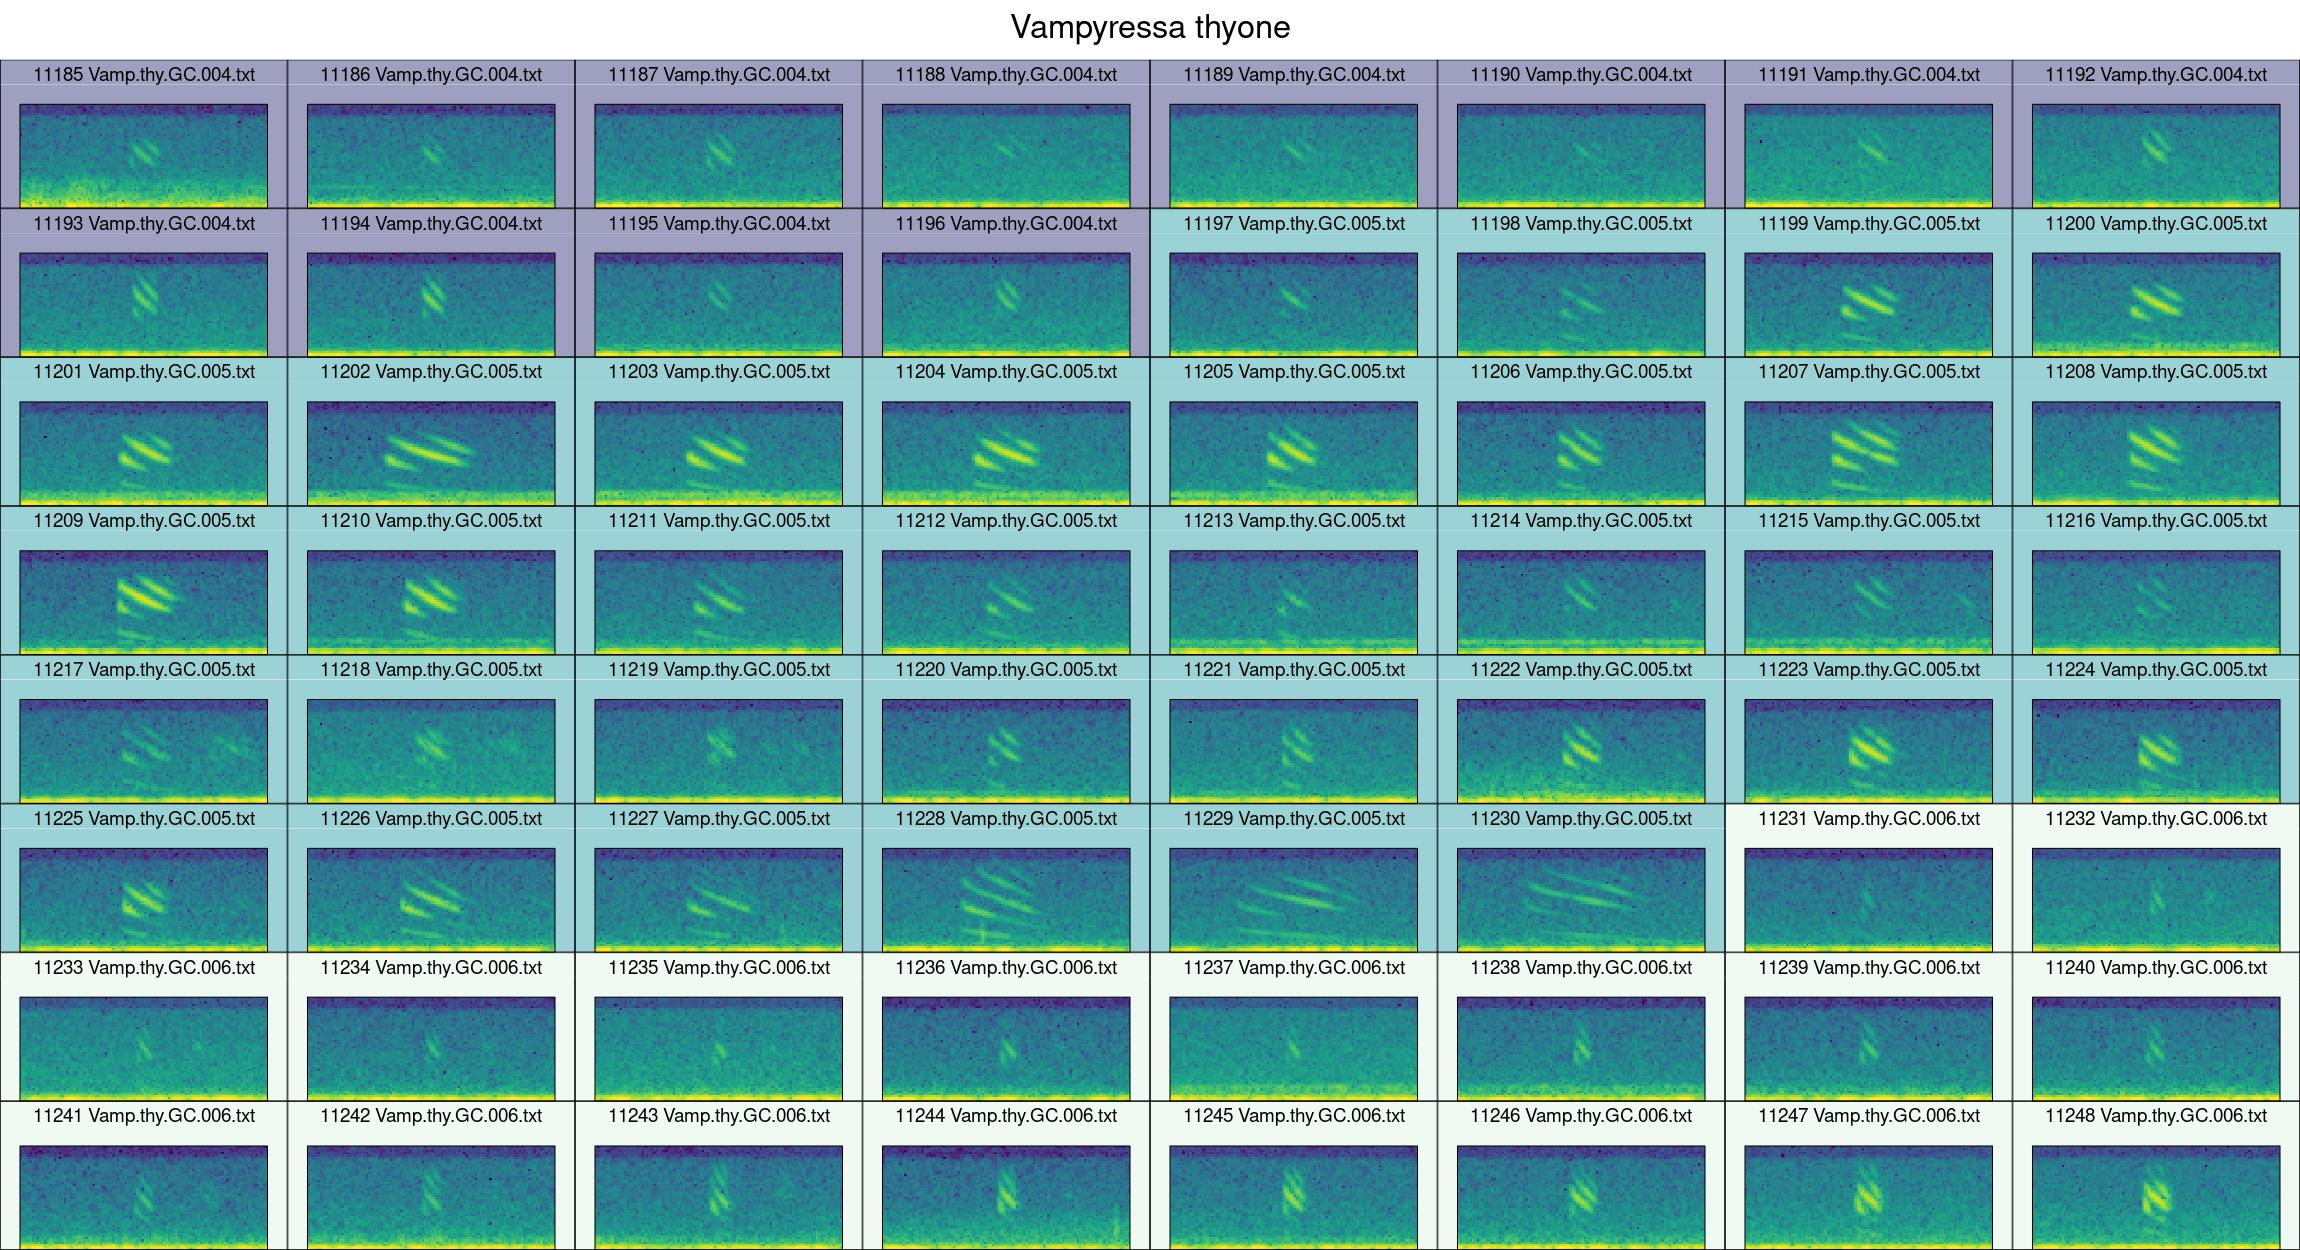 Vampyressa thyone
11185 Vamp.thy.GC.004.txt 11186 Vamp.thy.GC.004.txt 11187 Vamp.thy.GC.004.txt 11188 Vamp.thy.GC.004.txt 11189 Vamp.thy.GC.004.txt 11190 Vamp.thy.GC.004.txt 11191 Vamp.thy.GC.004.txt 11192 Vamp.thy.GC.004.txt
11193 Vamp.thy.GC.004.txt 11194 Vamp.thy.GC.004.txt 11195 Vamp.thy.GC.004.txt 11196 Vamp.thy.GC.004.txt 11197 Vamp.thy.GC.005.txt 11198 Vamp.thy.GC.005.txt 11199 Vamp.thy.GC.005.txt 11200 Vamp.thy.GC.005.txt
11201 Vamp.thy.GC.005.txt 11202 Vamp.thy.GC.005.txt 11203 Vamp.thy.GC.005.txt 11204 Vamp.thy.GC.005.txt 11205 Vamp.thy.GC.005.txt 11206 Vamp.thy.GC.005.txt 11207 Vamp.thy.GC.005.txt 11208 Vamp.thy.GC.005.txt
11209 Vamp.thy.GC.005.txt 11210 Vamp.thy.GC.005.txt 11211 Vamp.thy.GC.005.txt 11212 Vamp.thy.GC.005.txt 11213 Vamp.thy.GC.005.txt 11214 Vamp.thy.GC.005.txt 11215 Vamp.thy.GC.005.txt 11216 Vamp.thy.GC.005.txt
11217 Vamp.thy.GC.005.txt 11218 Vamp.thy.GC.005.txt 11219 Vamp.thy.GC.005.txt 11220 Vamp.thy.GC.005.txt 11221 Vamp.thy.GC.005.txt 11222 Vamp.thy.GC.005.txt 11223 Vamp.thy.GC.005.txt 11224 Vamp.thy.GC.005.txt
11225 Vamp.thy.GC.005.txt 11226 Vamp.thy.GC.005.txt 11227 Vamp.thy.GC.005.txt 11228 Vamp.thy.GC.005.txt 11229 Vamp.thy.GC.005.txt 11230 Vamp.thy.GC.005.txt 11231 Vamp.thy.GC.006.txt 11232 Vamp.thy.GC.006.txt
11233 Vamp.thy.GC.006.txt 11234 Vamp.thy.GC.006.txt 11235 Vamp.thy.GC.006.txt 11236 Vamp.thy.GC.006.txt 11237 Vamp.thy.GC.006.txt 11238 Vamp.thy.GC.006.txt 11239 Vamp.thy.GC.006.txt 11240 Vamp.thy.GC.006.txt
11241 Vamp.thy.GC.006.txt 11242 Vamp.thy.GC.006.txt 11243 Vamp.thy.GC.006.txt 11244 Vamp.thy.GC.006.txt 11245 Vamp.thy.GC.006.txt 11246 Vamp.thy.GC.006.txt 11247 Vamp.thy.GC.006.txt 11248 Vamp.thy.GC.006.txt